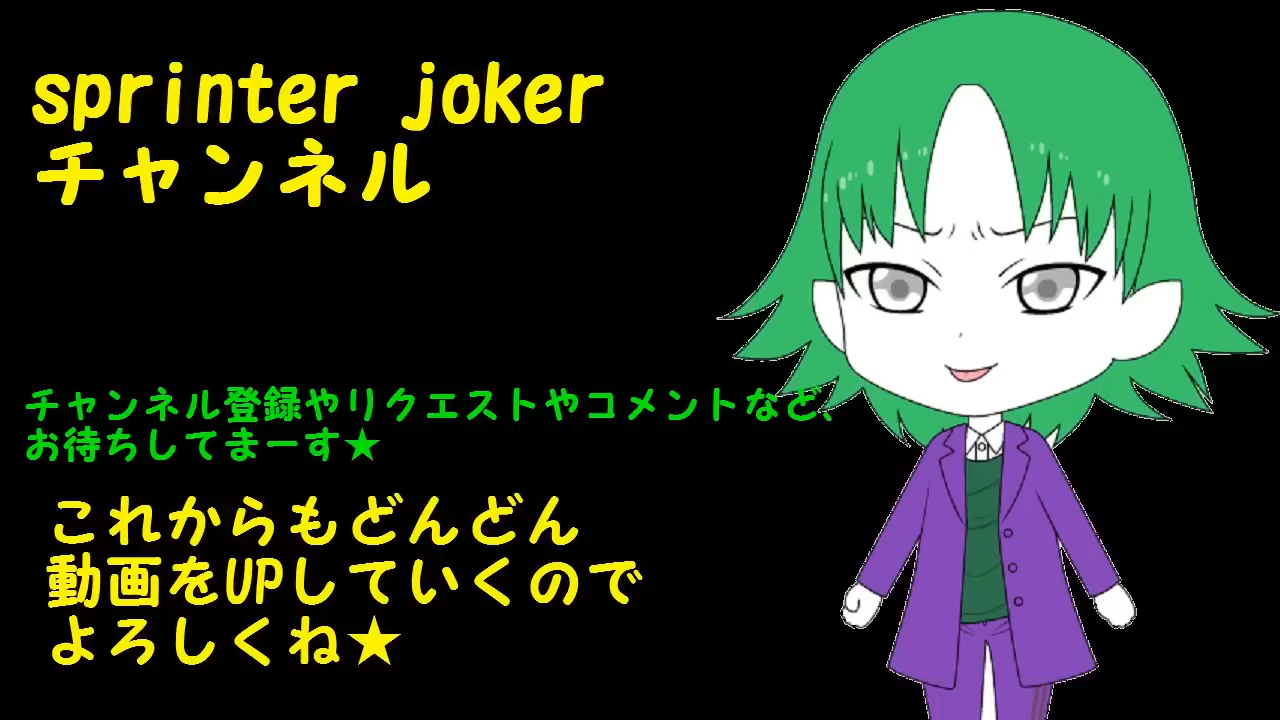 sprinter joker
チャンネル
チャンネル登録やリクエストやコメントなど、
お待ちしてまーす★
これからもどんどん
動画をUPしていくので
よろしくね★